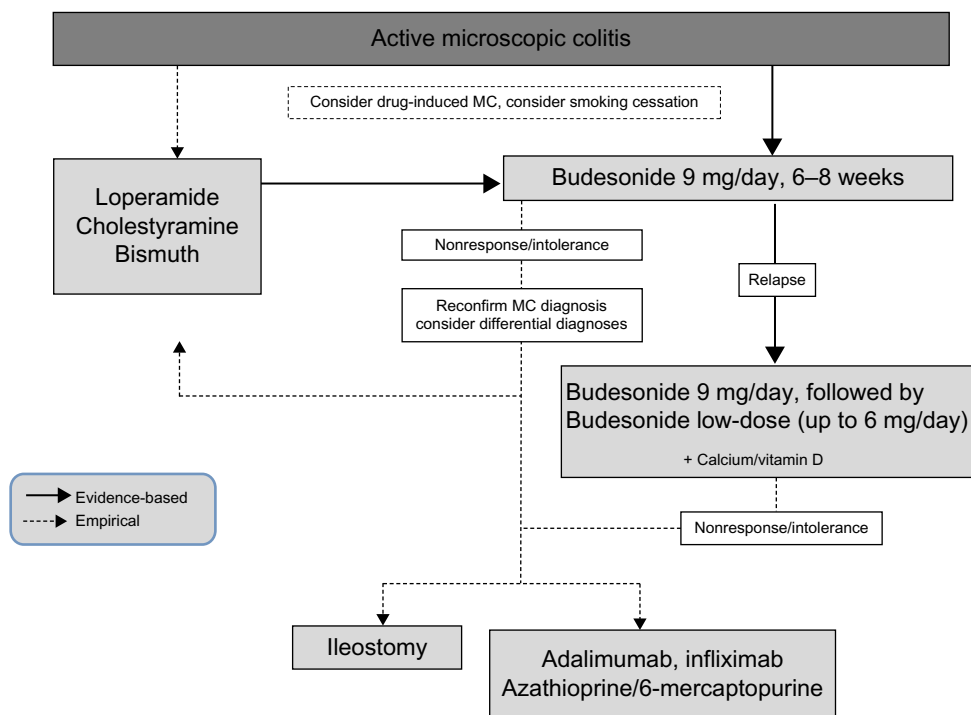 Active microscopic colitis
Consider drug-induced MC, consider smoking cessation
Loperamide
Cholestyramine
Bismuth
Budesonide 9 mg/day, 6–8 weeks
Nonresponse/intolerance
Relapse
Reconfirm MC diagnosis
consider differential diagnoses
Budesonide 9 mg/day, followed by
Budesonide low-dose (up to 6 mg/day)
+ Calcium/vitamin D
Evidence-based
Empirical
Nonresponse/intolerance
Ileostomy
Adalimumab, infliximab
Azathioprine/6-mercaptopurine